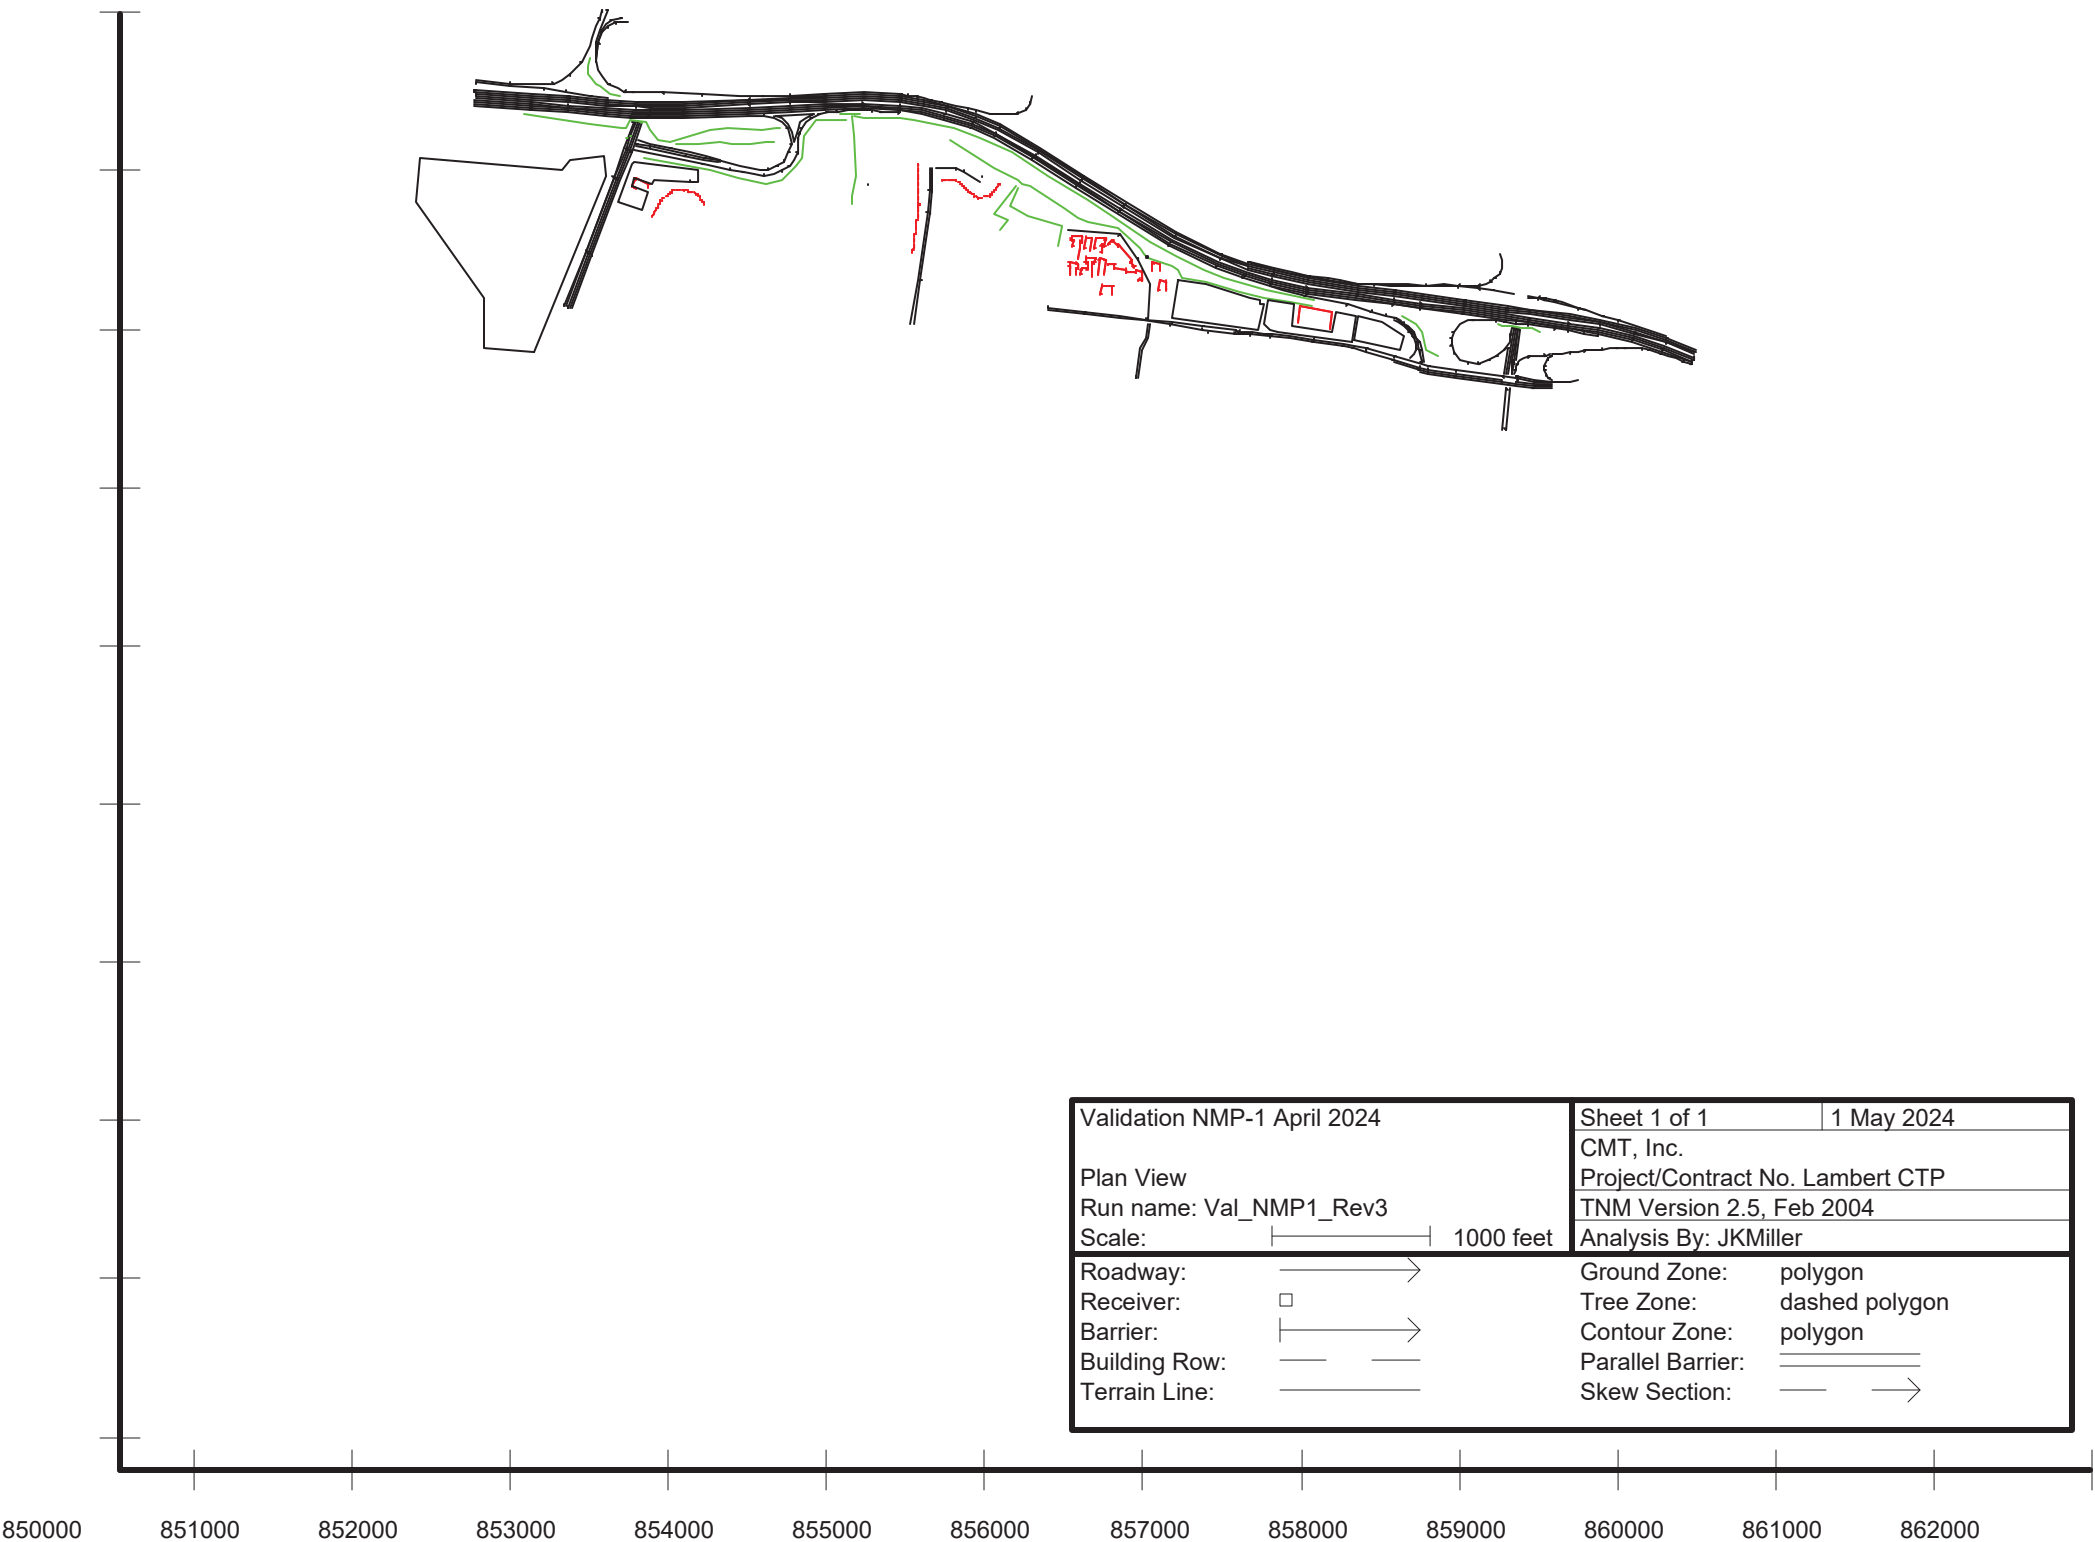 Validation NMP-1 April 2024
Sheet 1 of 1
1 May 2024
CMT, Inc.
Plan View
Project/Contract No. Lambert CTP
Run name: Val_NMP1_Rev3
TNM Version 2.5, Feb 2004
Scale:
1000 feet
Analysis By: JKMiller
Roadway:
Ground Zone: polygon
Receiver:
Tree Zone: dashed polygon
Barrier:
Contour Zone: polygon
Building Row:
Parallel Barrier:
Terrain Line:
Skew Section:
850000 851000 852000 853000 854000 855000 856000 857000 858000 859000 860000 861000 862000